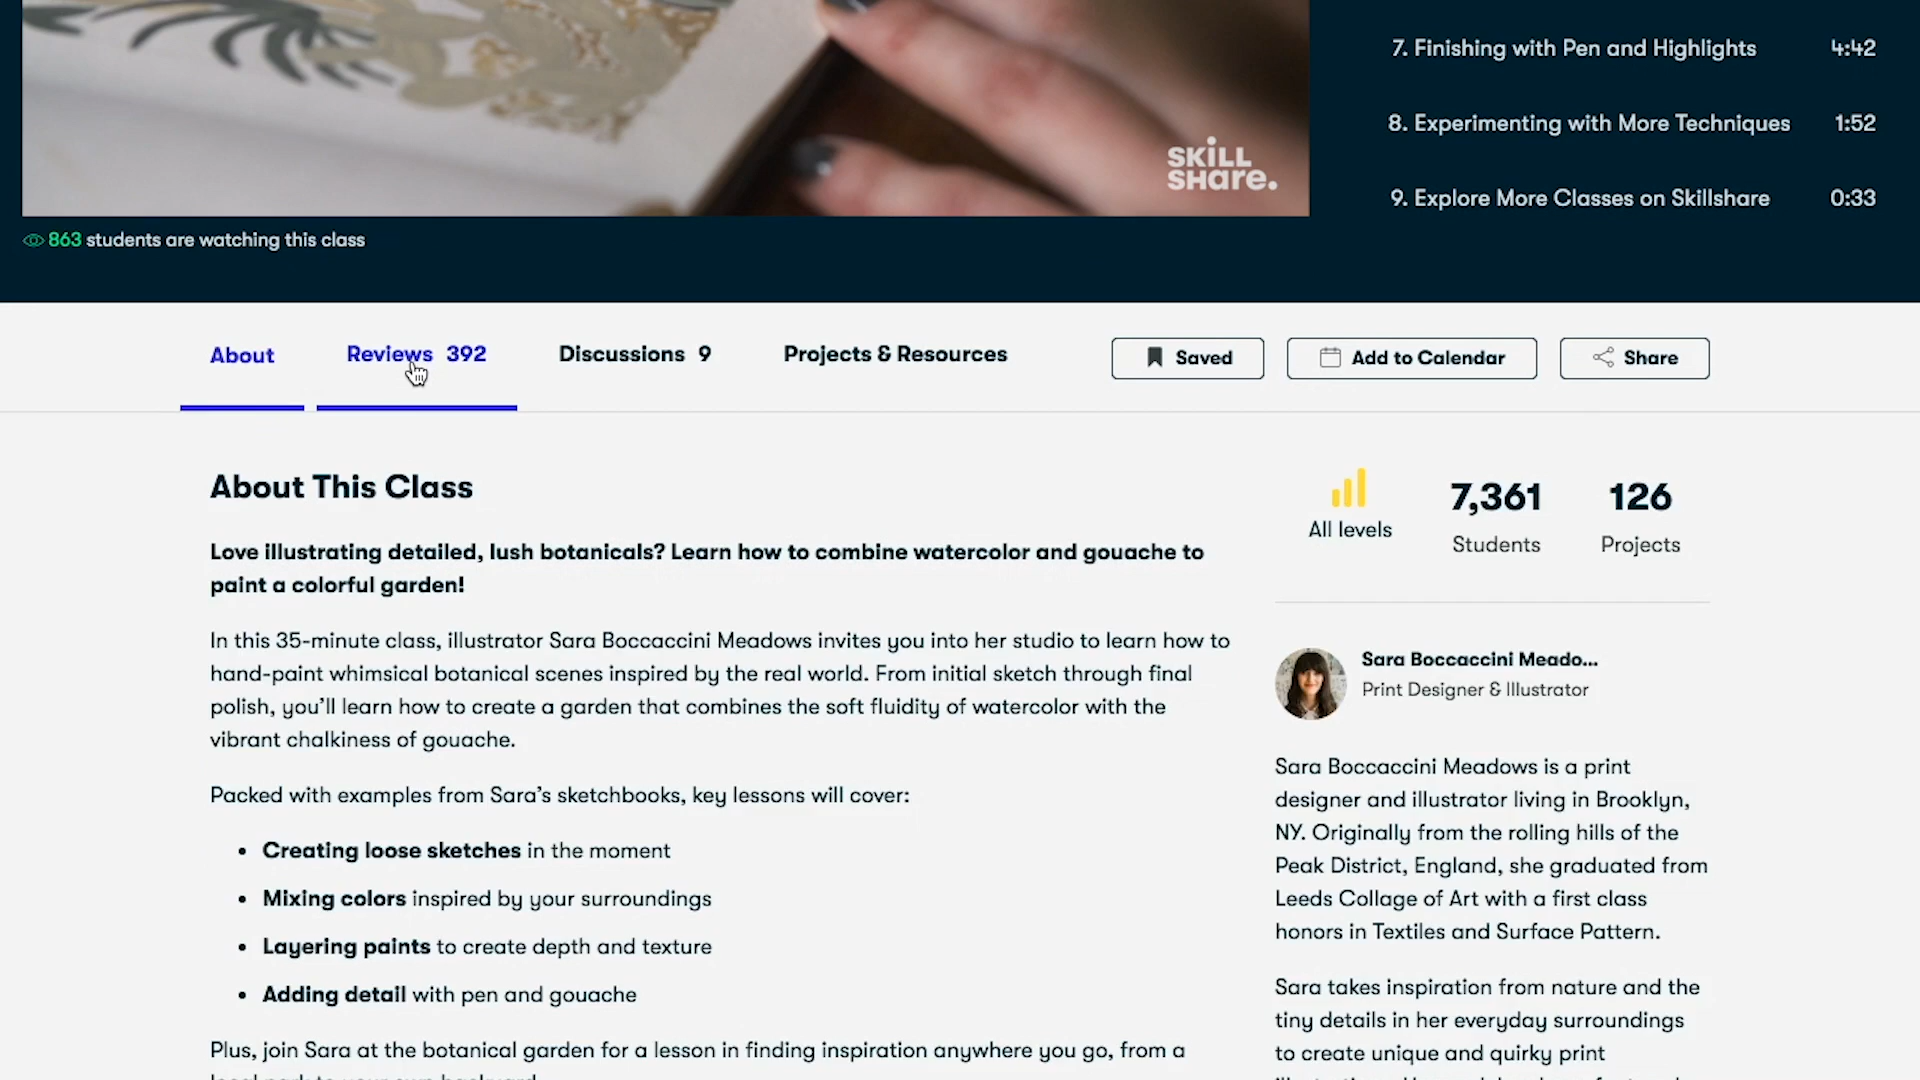 7. Finishing with Pen and Highlights 4:42
8. Experimenting with More Techniques 1:52
9. Explore More Classes on Skillshare 0:33
SKiLL
SHare.
863 students are watching this class
About Reviews 392 Discussions 9 Projects & Resources Saved Add to Calendar Share
About This Class
Love illustrating detailed, lush botanicals? Learn how to combine watercolor and gouache to
paint a colorful garden!
In this 35-minute class, illustrator Sara Boccaccini Meadows invites you into her studio to learn how to
hand-paint whimsical botanical scenes inspired by the real world. From initial sketch through final
polish, you’ll learn how to create a garden that combines the soft fluidity of watercolor with the
vibrant chalkiness of gouache.
Packed with examples from Sara’s sketchbooks, key lessons will cover:
• Creating loose sketches in the moment
• Mixing colors inspired by your surroundings
• Layering paints to create depth and texture
• Adding detail with pen and gouache
Plus, join Sara at the botanical garden for a lesson in finding inspiration anywhere you go, from a
All levels
7,361
Students
126
Projects
Sara Boccaccini Meado...
Print Designer & Illustrator
Sara Boccaccini Meadows is a print
designer and illustrator living in Brooklyn,
NY. Originally from the rolling hills of the
Peak District, England, she graduated from
Leeds Collage of Art with a first class
honors in Textiles and Surface Pattern.
Sara takes inspiration from nature and the
tiny details in her everyday surroundings
to create unique and quirky print